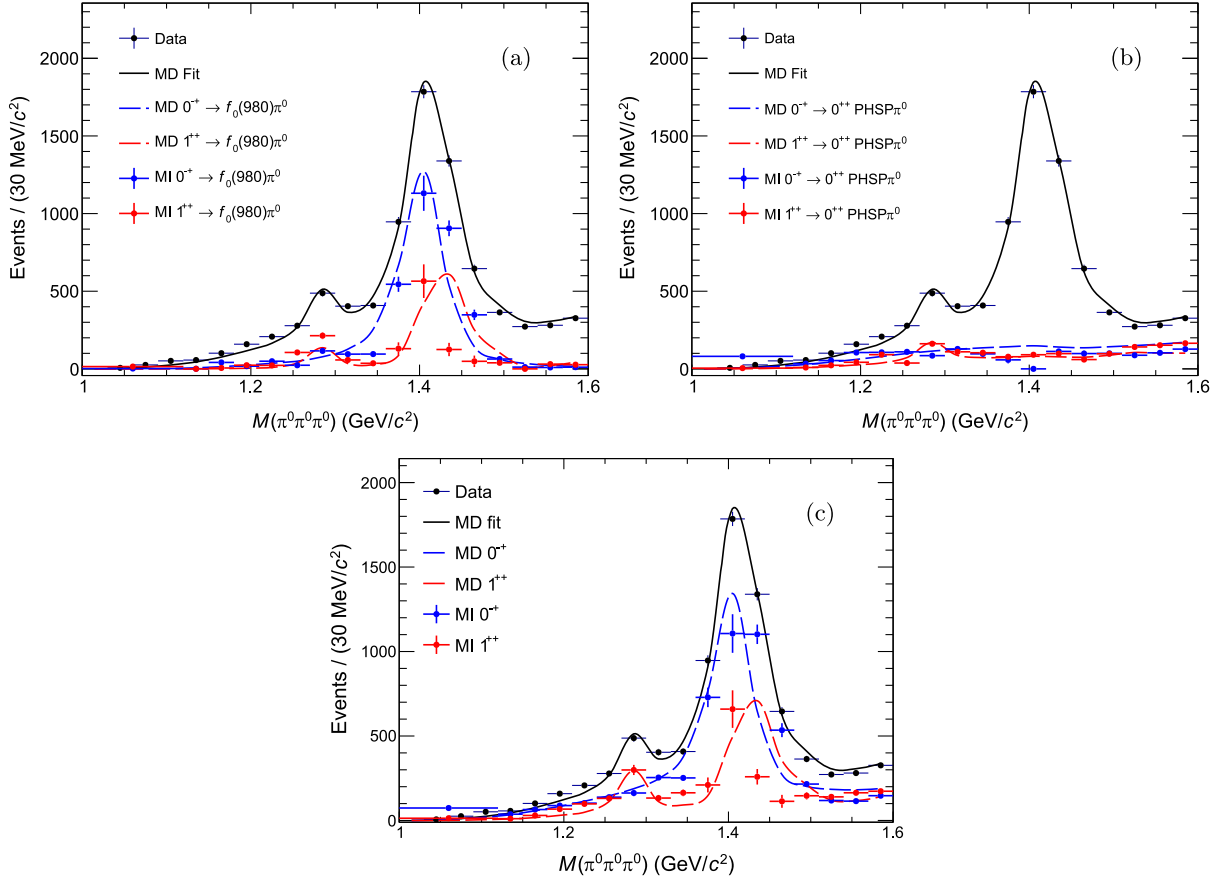 (a)
Data
MD Fit
MD 0⁻⁺ → f₀(980)π⁰
MD 1⁺⁺ → f₀(980)π⁰
MI 0⁻⁺ → f₀(980)π⁰
MI 1⁺⁺ → f₀(980)π⁰
Events / (30 MeV/c²)
2000
1500
1000
500
0
1 1.2 1.4 1.6
M(π⁰π⁰π⁰) (GeV/c²)
(b)
Data
MD Fit
MD 0⁻⁺ → 0⁺⁺ PHSPπ⁰
MD 1⁺⁺ → 0⁺⁺ PHSPπ⁰
MI 0⁻⁺ → 0⁺⁺ PHSPπ⁰
MI 1⁺⁺ → 0⁺⁺ PHSPπ⁰
Events / (30 MeV/c²)
2000
1500
1000
500
0
1 1.2 1.4 1.6
M(π⁰π⁰π⁰) (GeV/c²)
(c)
Data
MD fit
MD 0⁻⁺
MD 1⁺⁺
MI 0⁻⁺
MI 1⁺⁺
Events / (30 MeV/c²)
2000
1500
1000
500
0
1 1.2 1.4 1.6
M(π⁰π⁰π⁰) (GeV/c²)